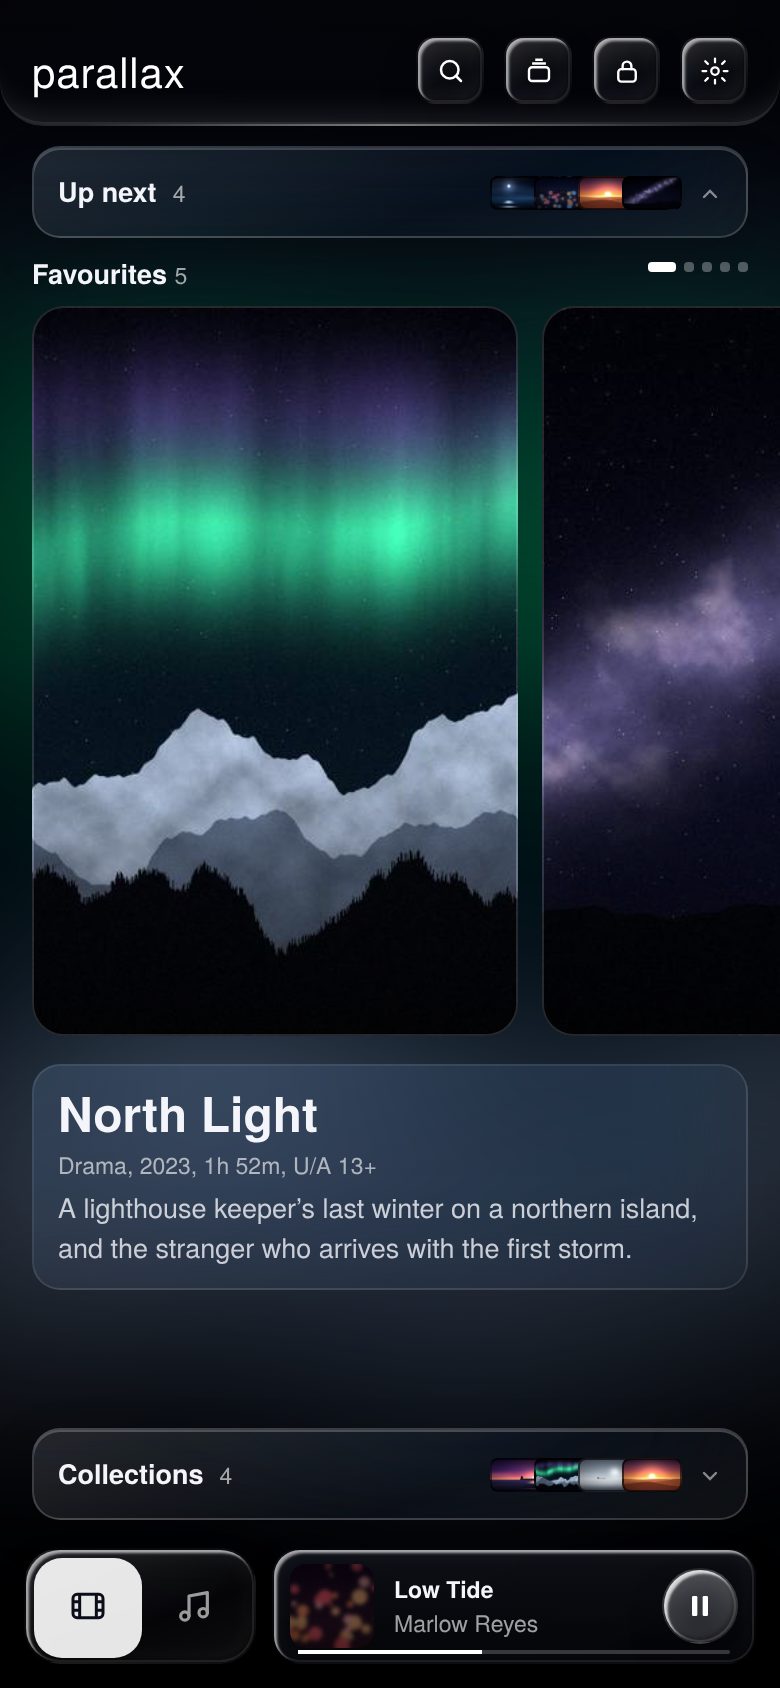 parallax
Up next 4
Favourites 5
North Light
Drama, 2023, 1h 52m, U/A 13+
A lighthouse keeper’s last winter on a northern island,
and the stranger who arrives with the first storm.
Collections 4
Low Tide
Marlow Reyes